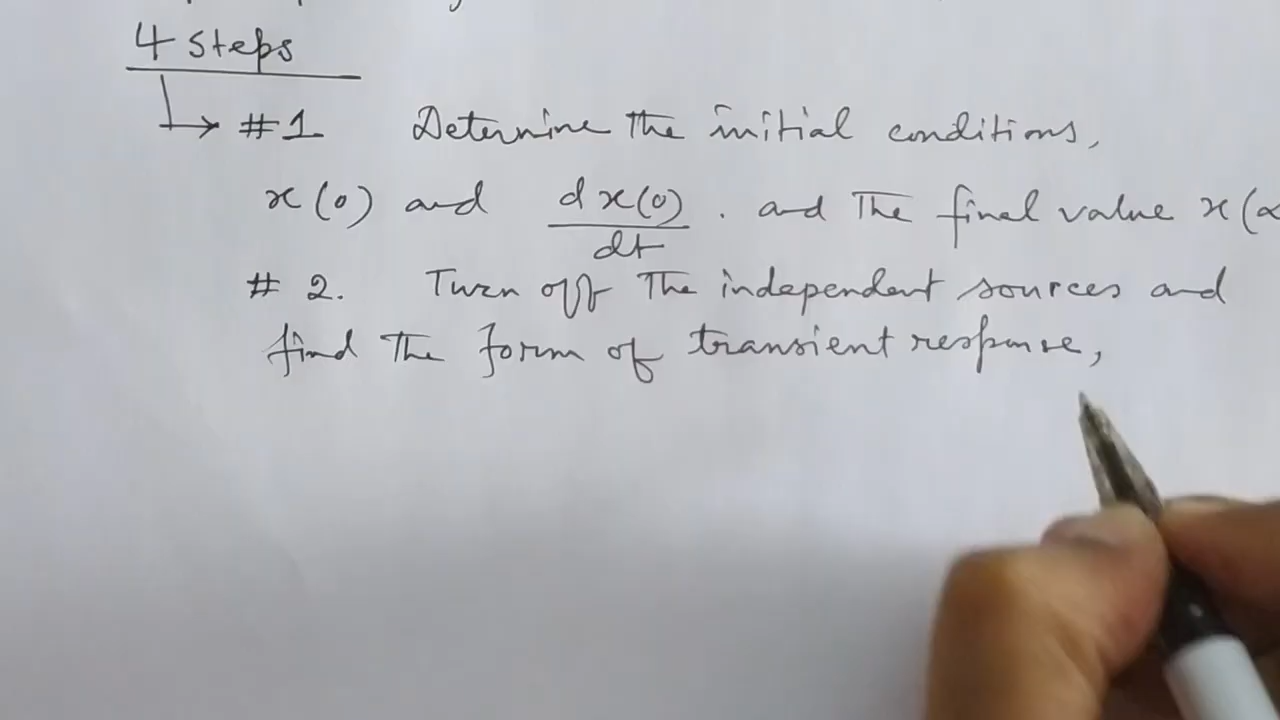 4 steps
#1 Determine the initial conditions,
x(0) and dx(0)/dt . and the final value x(∞
# 2. Turn off the independent sources and
find the form of transient response,